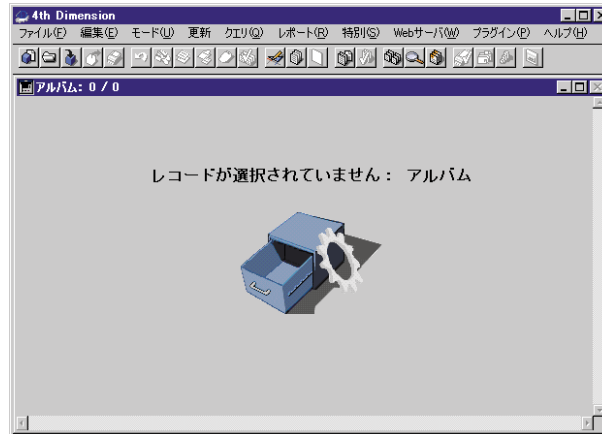 4th Dimension
ファイル(F) 編集(E) モード(U) 更新 クエリ(Q) レポート(R) 特別(S) Webサーバ(W) プラグイン(P) ヘルプ(H)
アルバム: 0 / 0
レコードが選択されていません： アルバム